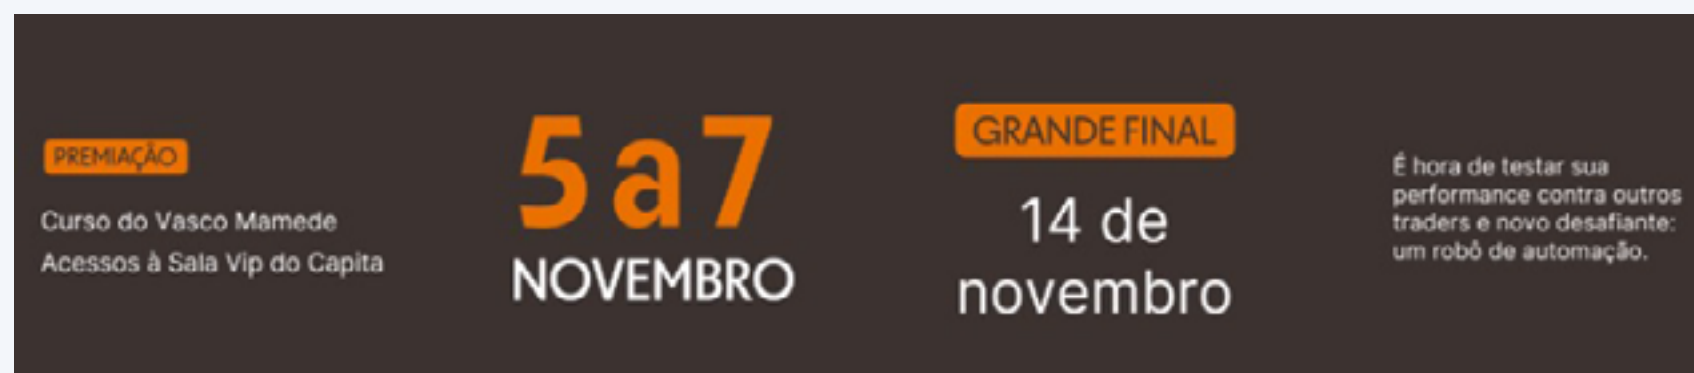 PREMIAÇÃO
Curso do Vasco Mamede
Acessos à Sala Vip do Capita
5 a 7
NOVEMBRO
GRANDE FINAL
14 de
novembro
É hora de testar sua
performance contra outros
traders e novo desafiante:
um robô de automação.